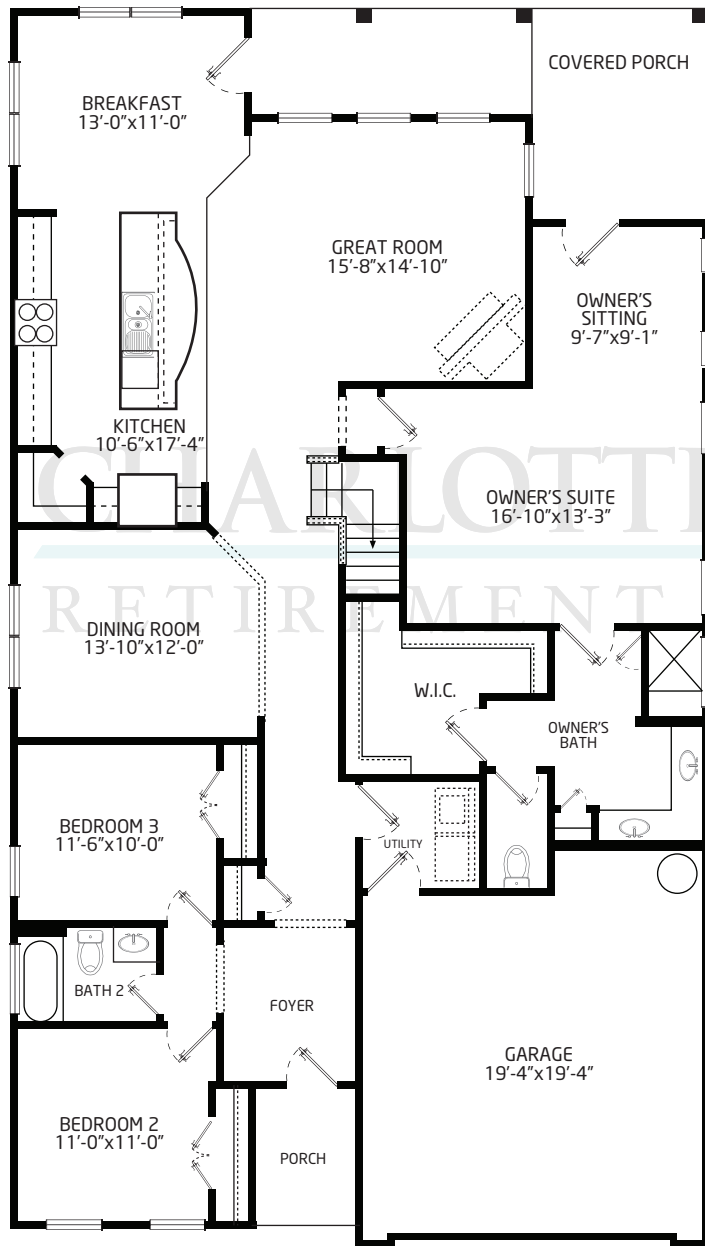 COVERED PORCH
BREAKFAST
13'-0"x11'-0"
GREAT ROOM
15'-8"x14'-10"
OWNER'S
SITTING
9'-7"x9'-1"
KITCHEN
10'-6"x17'-4"
CHARLOTTE
OWNER'S SUITE
16'-10"x13'-3"
RETIREMENT
DINING ROOM
13'-10"x12'-0"
W.I.C.
OWNER'S
BATH
BEDROOM 3
11'-6"x10'-0"
UTILITY
BATH 2
FOYER
GARAGE
19'-4"x19'-4"
BEDROOM 2
11'-0"x11'-0"
PORCH